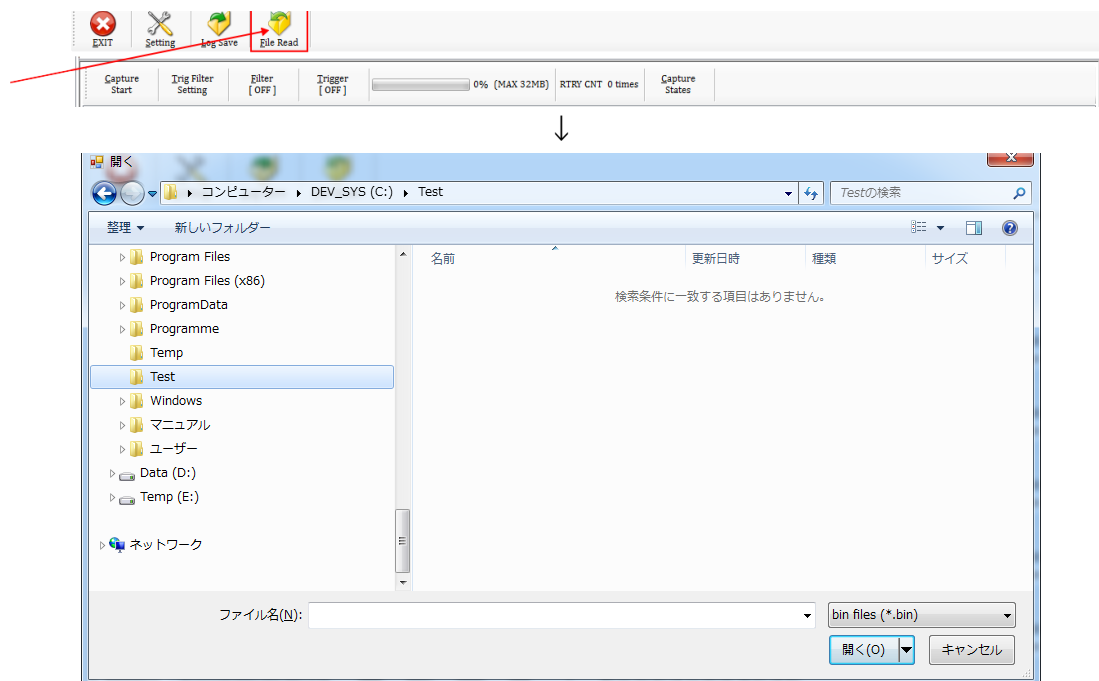 EXIT Setting Log Save File Read
Capture Start Trig Filter Setting Filter [ OFF ] Trigger [ OFF ] 0% (MAX 32MB) RTRY CNT 0 times Capture States
↓
開く
コンピューター DEV_SYS (C:) Test Testの検索
整理 新しいフォルダー
名前 更新日時 種類 サイズ
検索条件に一致する項目はありません。
Program Files
Program Files (x86)
ProgramData
Programme
Temp
Test
Windows
マニュアル
ユーザー
Data (D:)
Temp (E:)
ネットワーク
ファイル名(N): bin files (*.bin)
開く(O) キャンセル